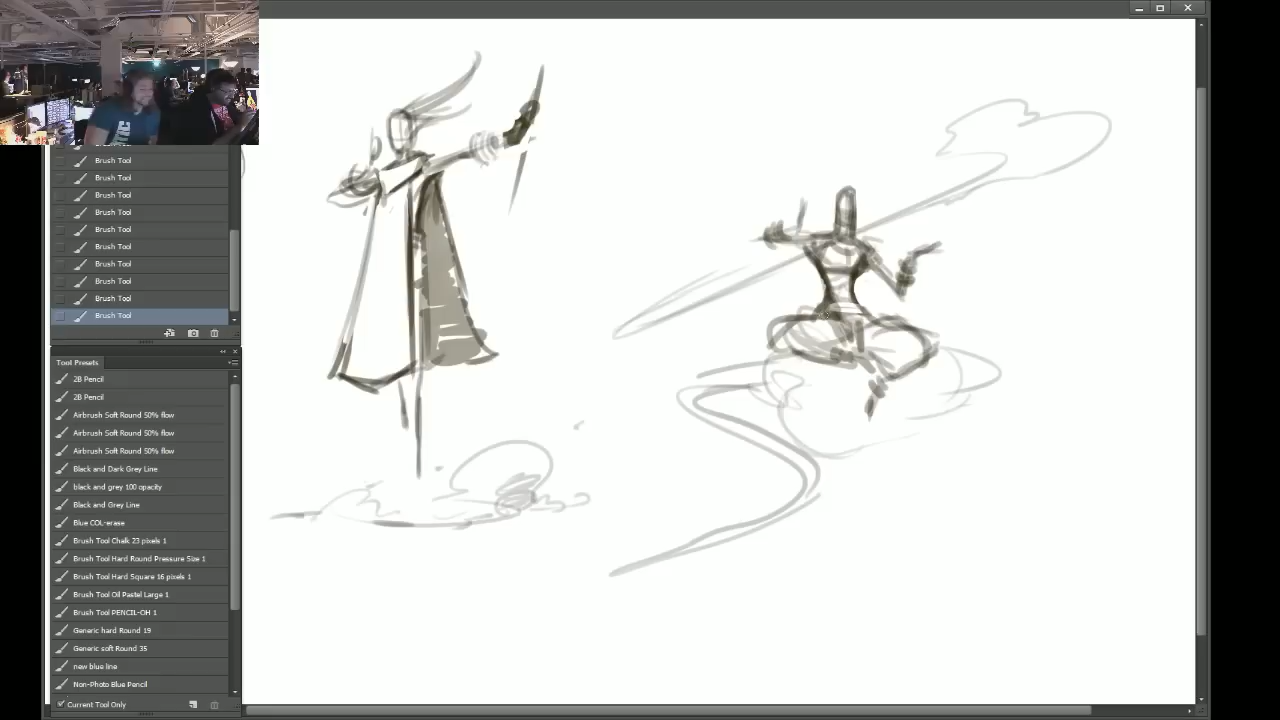 Brush Tool
Brush Tool
Brush Tool
Brush Tool
Brush Tool
Brush Tool
Brush Tool
Brush Tool
Brush Tool
Brush Tool
Tool Presets
2B Pencil
2B Pencil
Airbrush Soft Round 50% flow
Airbrush Soft Round 50% flow
Airbrush Soft Round 50% flow
Black and Dark Grey Line
black and grey 100 opacity
Black and Grey Line
Blue COL-erase
Brush Tool Chalk 23 pixels 1
Brush Tool Hard Round Pressure Size 1
Brush Tool Hard Square 16 pixels 1
Brush Tool Oil Pastel Large 1
Brush Tool PENCIL-OH 1
Generic hard Round 19
Generic soft Round 35
new blue line
Non-Photo Blue Pencil
Current Tool Only